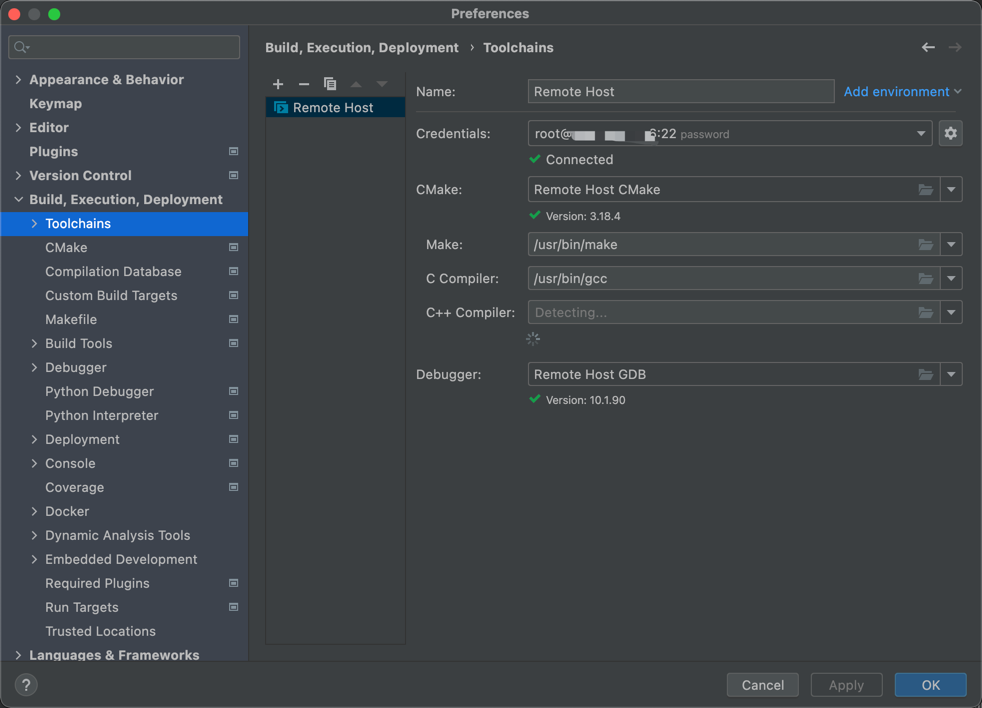 Preferences
Build, Execution, Deployment › Toolchains
Appearance & Behavior
Keymap
Editor
Plugins
Version Control
Build, Execution, Deployment
Toolchains
CMake
Compilation Database
Custom Build Targets
Makefile
Build Tools
Debugger
Python Debugger
Python Interpreter
Deployment
Console
Coverage
Docker
Dynamic Analysis Tools
Embedded Development
Required Plugins
Run Targets
Trusted Locations
Languages & Frameworks
Remote Host
Name: Remote Host Add environment
Credentials: root@ 6:22 password
Connected
CMake: Remote Host CMake
Version: 3.18.4
Make: /usr/bin/make
C Compiler: /usr/bin/gcc
C++ Compiler: Detecting...
Debugger: Remote Host GDB
Version: 10.1.90
? Cancel Apply OK